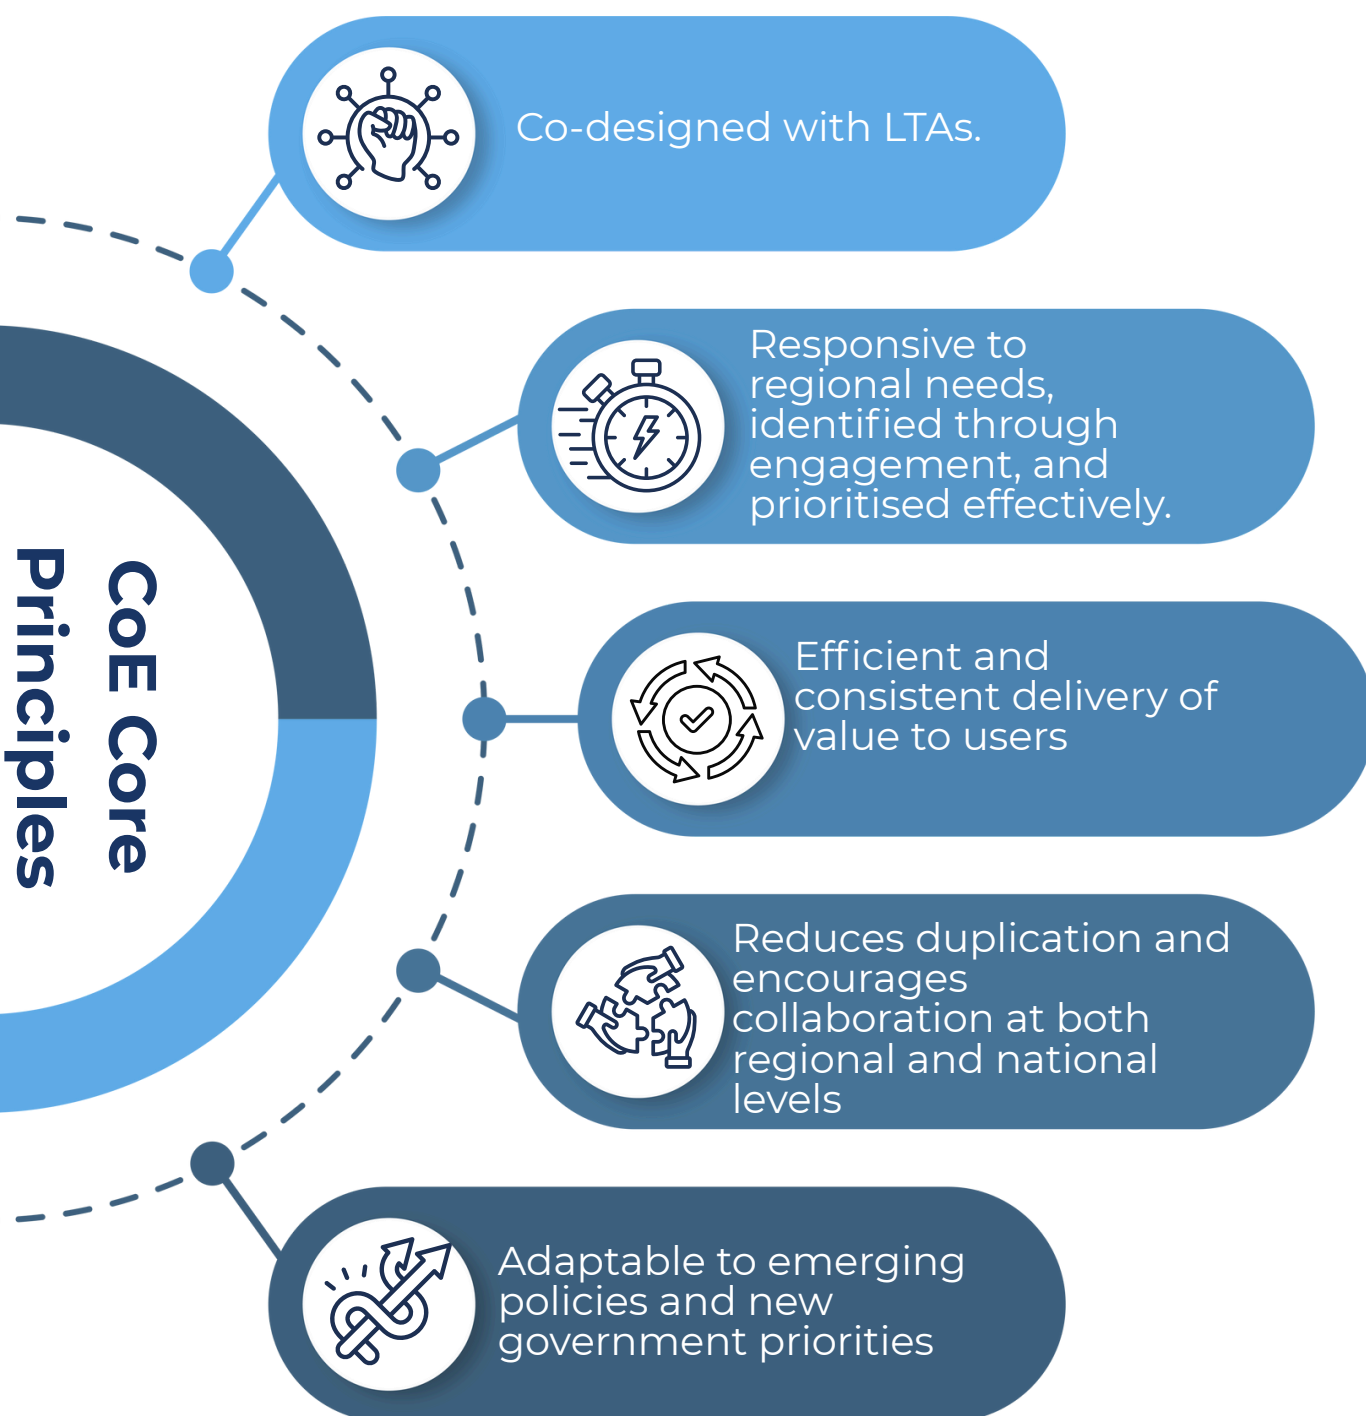 CoE Core
Principles
Co-designed with LTAs.
Responsive to
regional needs,
identified through
engagement, and
prioritised effectively.
Efficient and
consistent delivery of
value to users
Reduces duplication and
encourages
collaboration at both
regional and national
levels
Adaptable to emerging
policies and new
government priorities